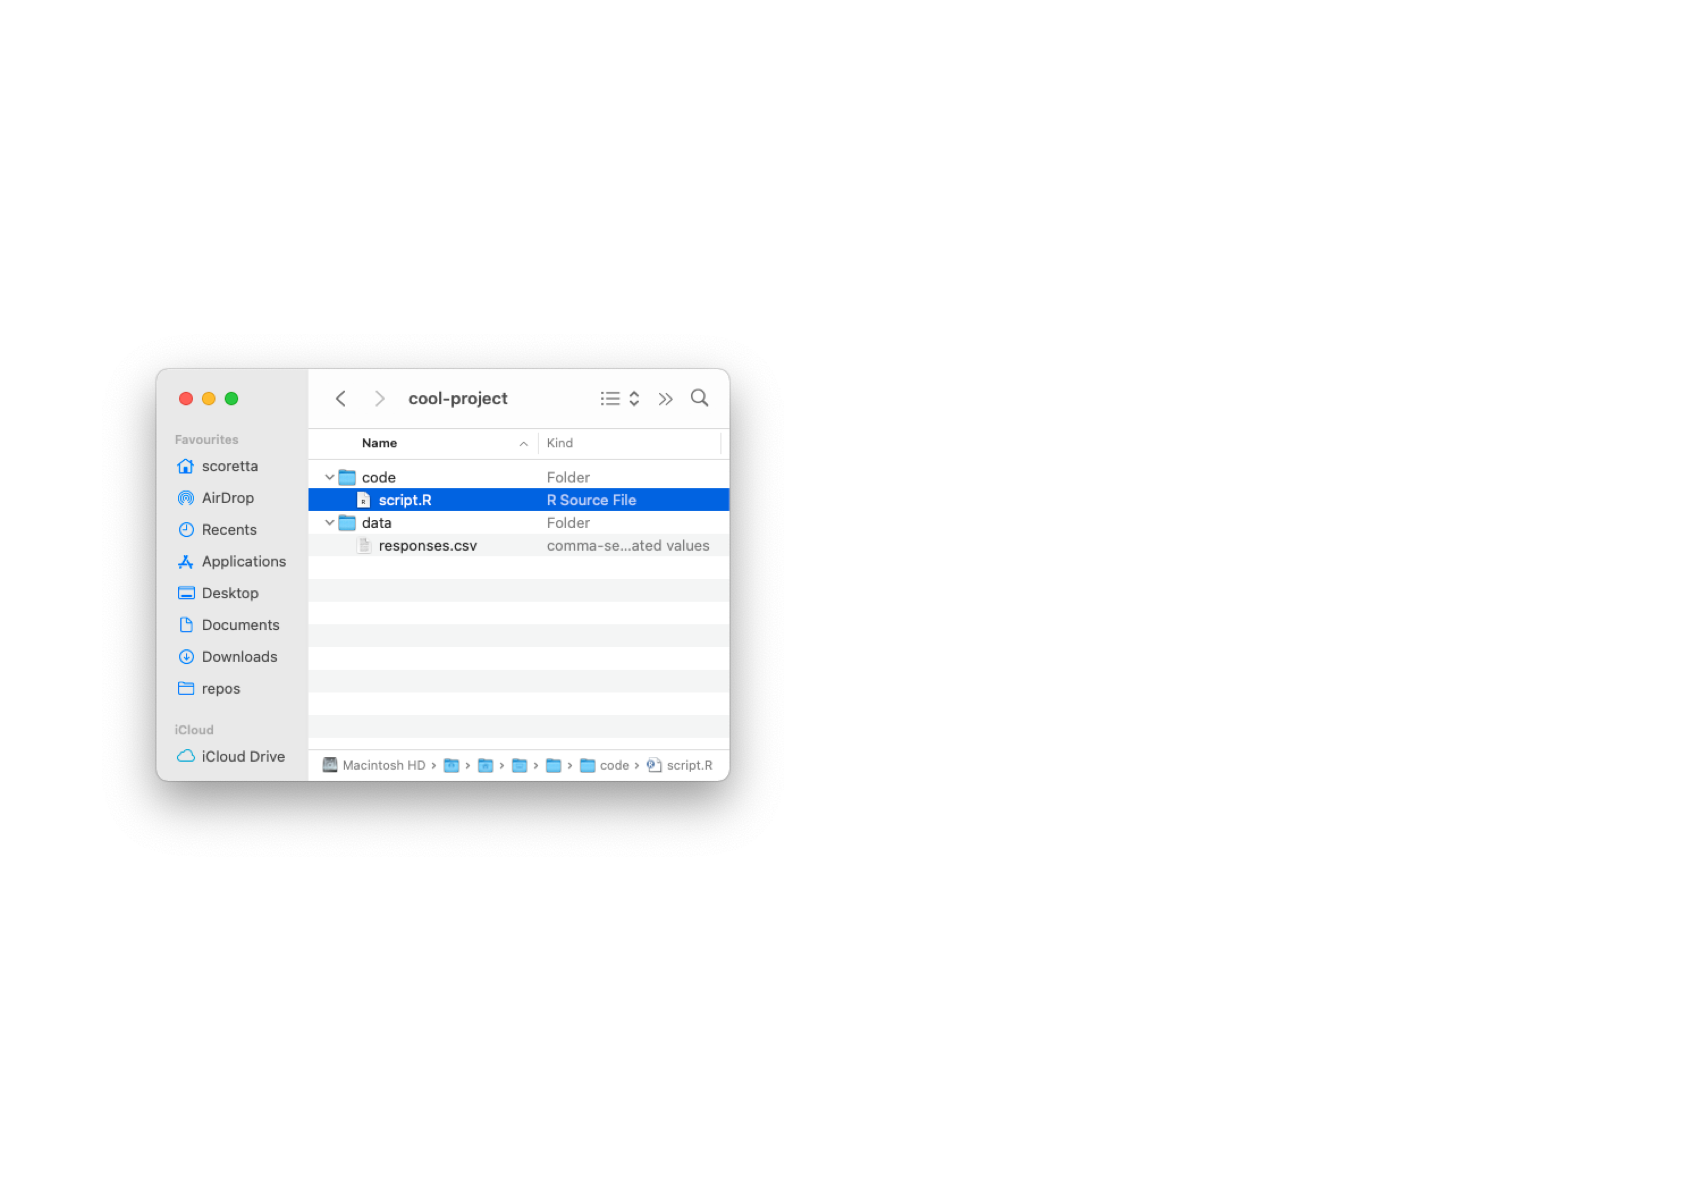 cool-project
Favourites
scoretta
AirDrop
Recents
Applications
Desktop
Documents
Downloads
repos
iCloud
iCloud Drive
Name Kind
code Folder
script.R R Source File
data Folder
responses.csv comma-se...ated values
Macintosh HD › › › › › code › script.R